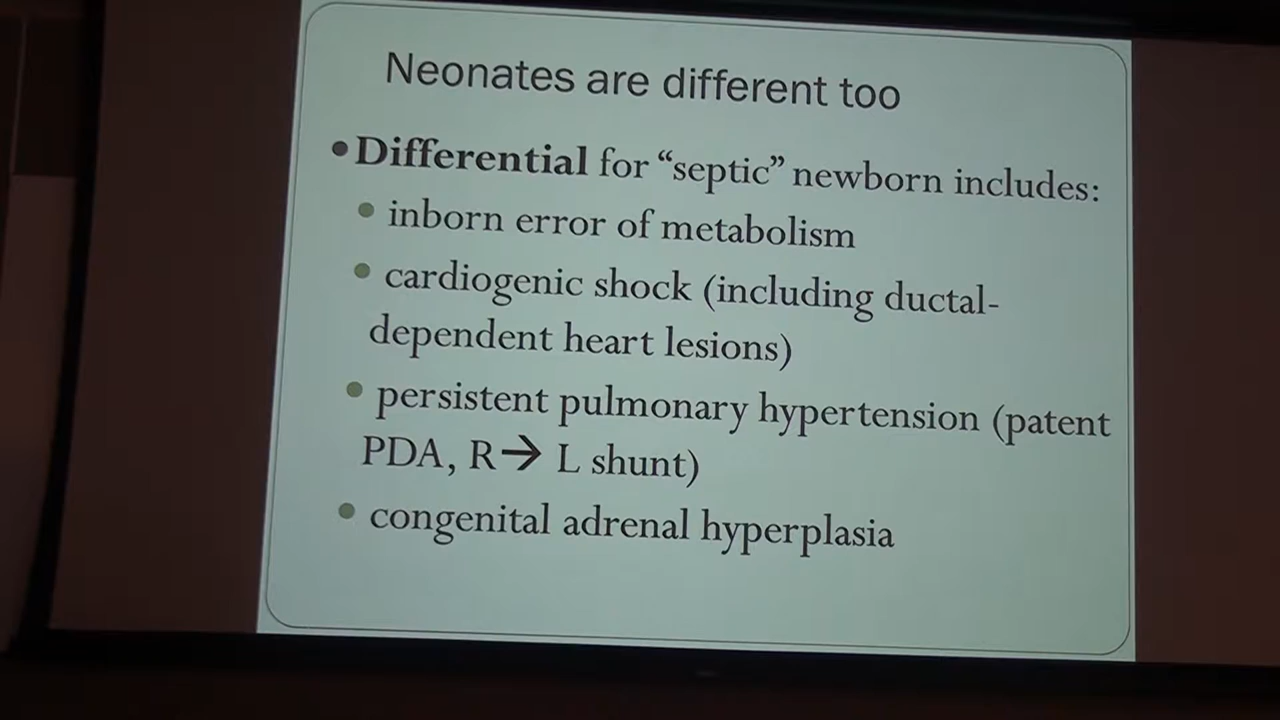 Neonates are different too
•Differential for “septic” newborn includes:
• inborn error of metabolism
• cardiogenic shock (including ductal-
dependent heart lesions)
• persistent pulmonary hypertension (patent
PDA, R→ L shunt)
• congenital adrenal hyperplasia